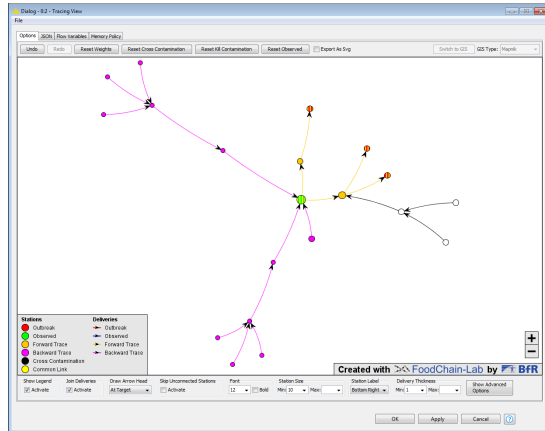 Dialog - 0:2 - Tracing View
File
Options JSON Flow Variables Memory Policy
Undo Redo Reset Weights Reset Cross Contamination Reset Kill Contamination Reset Observed Export As Svg Switch to GIS GIS Type: Mapnik
Stations Deliveries
Outbreak Outbreak
Observed Observed
Forward Trace Forward Trace
Backward Trace Backward Trace
Cross Contamination
Common Link
+
-
Created with FoodChain-Lab by BfR
Show Legend Join Deliveries Draw Arrow Head Skip Unconnected Stations Font Station Size Station Label Delivery Thickness
Activate Activate At Target Activate 12 Bold Min: 10 Max: Bottom Right Min: 1 Max: Show Advanced
Options
OK Apply Cancel ?